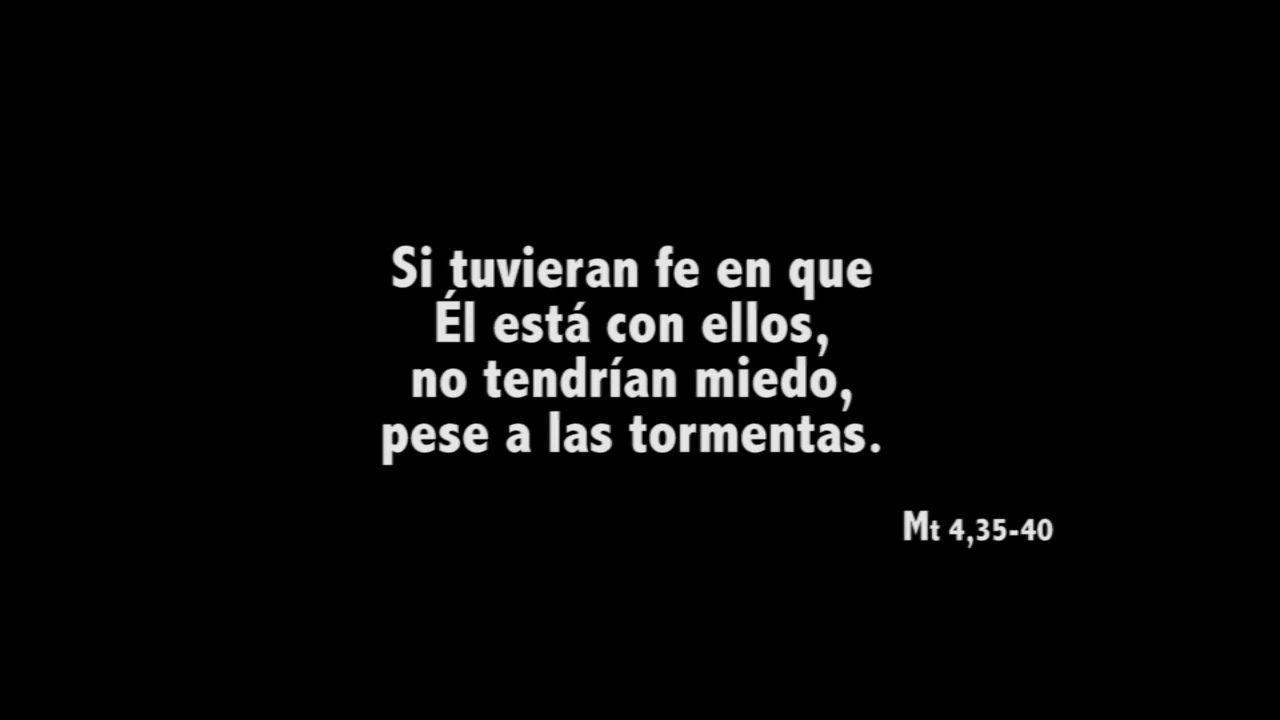 Si tuvieran fe en que
Él está con ellos,
no tendrían miedo,
pese a las tormentas.
Mt 4,35-40